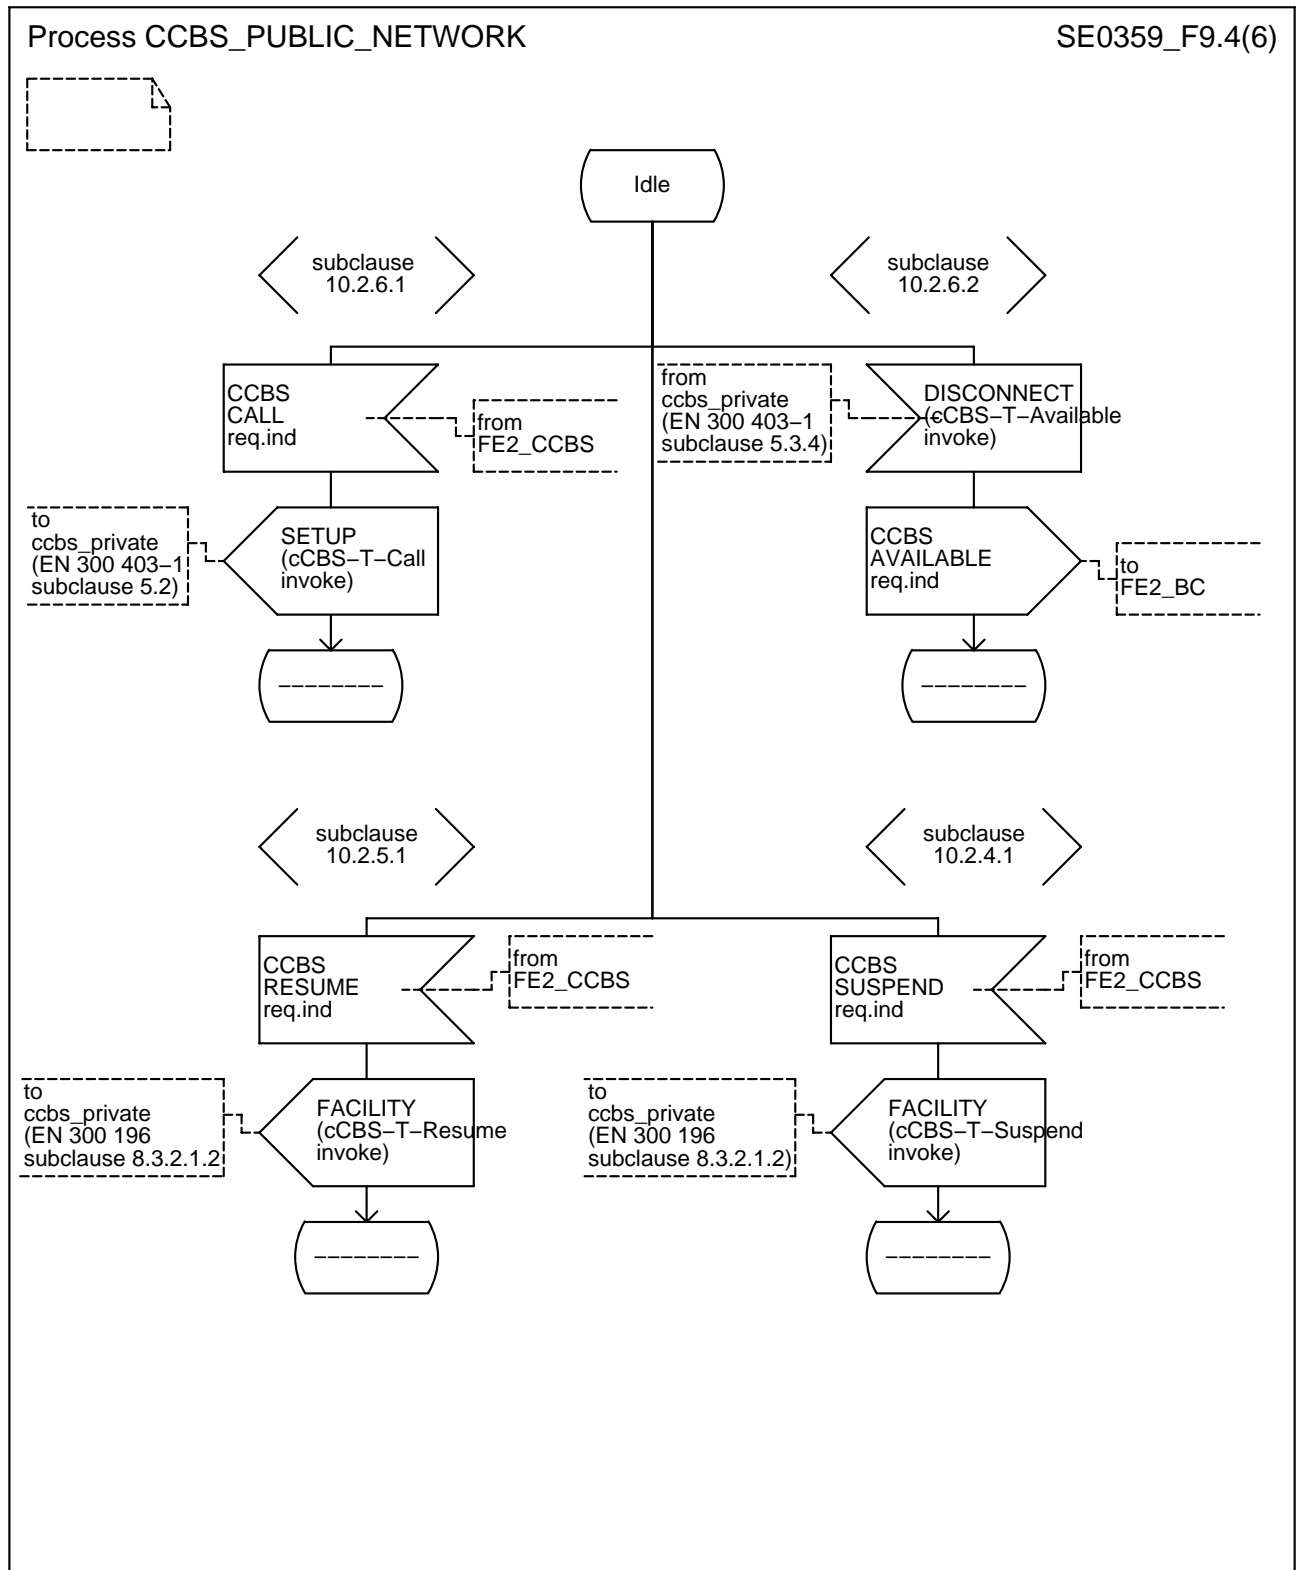 Process CCBS_PUBLIC_NETWORK
SE0359_F9.4(6)
Idle
subclause
10.2.6.1
subclause
10.2.6.2
CCBS
CALL
req.ind
from
FE2_CCBS
from
ccbs_private
(EN 300 403–1
subclause 5.3.4)
DISCONNECT
(cCBS–T–Available
invoke)
to
ccbs_private
(EN 300 403–1
subclause 5.2)
SETUP
(cCBS–T–Call
invoke)
CCBS
AVAILABLE
req.ind
to
FE2_BC
subclause
10.2.5.1
subclause
10.2.4.1
CCBS
RESUME
req.ind
from
FE2_CCBS
CCBS
SUSPEND
req.ind
from
FE2_CCBS
to
ccbs_private
(EN 300 196
subclause 8.3.2.1.2
FACILITY
(cCBS–T–Resume
invoke)
to
ccbs_private
(EN 300 196
subclause 8.3.2.1.2)
FACILITY
(cCBS–T–Suspend
invoke)